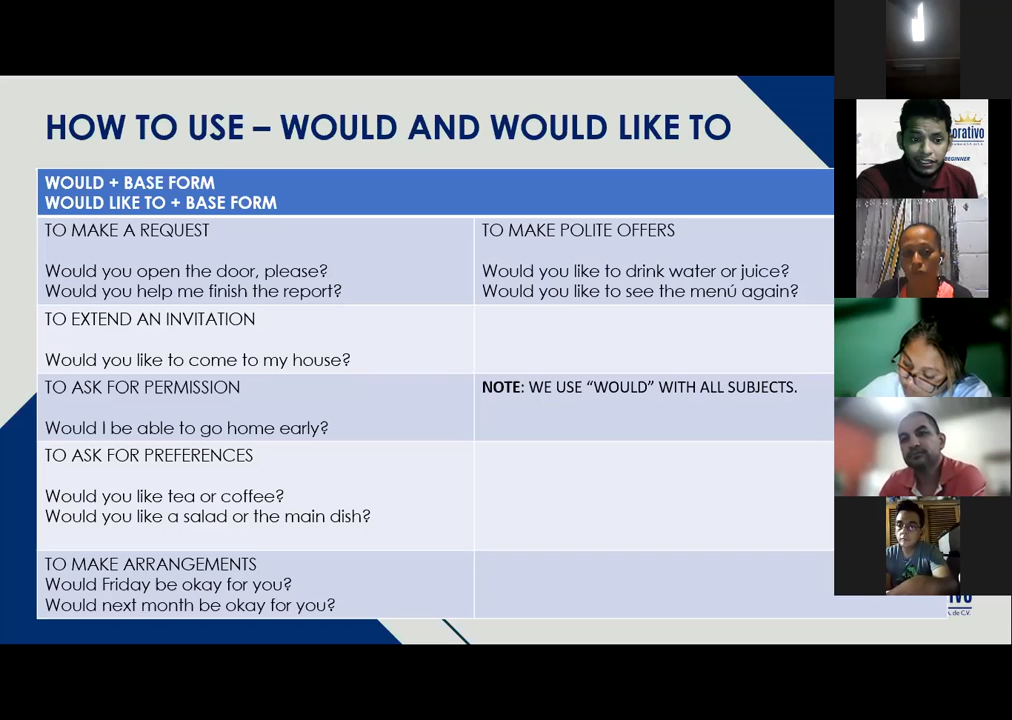 HOW TO USE – WOULD AND WOULD LIKE TO
WOULD + BASE FORM
WOULD LIKE TO + BASE FORM
TO MAKE A REQUEST
Would you open the door, please?
Would you help me finish the report?
TO MAKE POLITE OFFERS
Would you like to drink water or juice?
Would you like to see the menú again?
TO EXTEND AN INVITATION
Would you like to come to my house?
TO ASK FOR PERMISSION
Would I be able to go home early?
NOTE: WE USE “WOULD” WITH ALL SUBJECTS.
TO ASK FOR PREFERENCES
Would you like tea or coffee?
Would you like a salad or the main dish?
TO MAKE ARRANGEMENTS
Would Friday be okay for you?
Would next month be okay for you?
orativo
BEGINNER
de C.V.